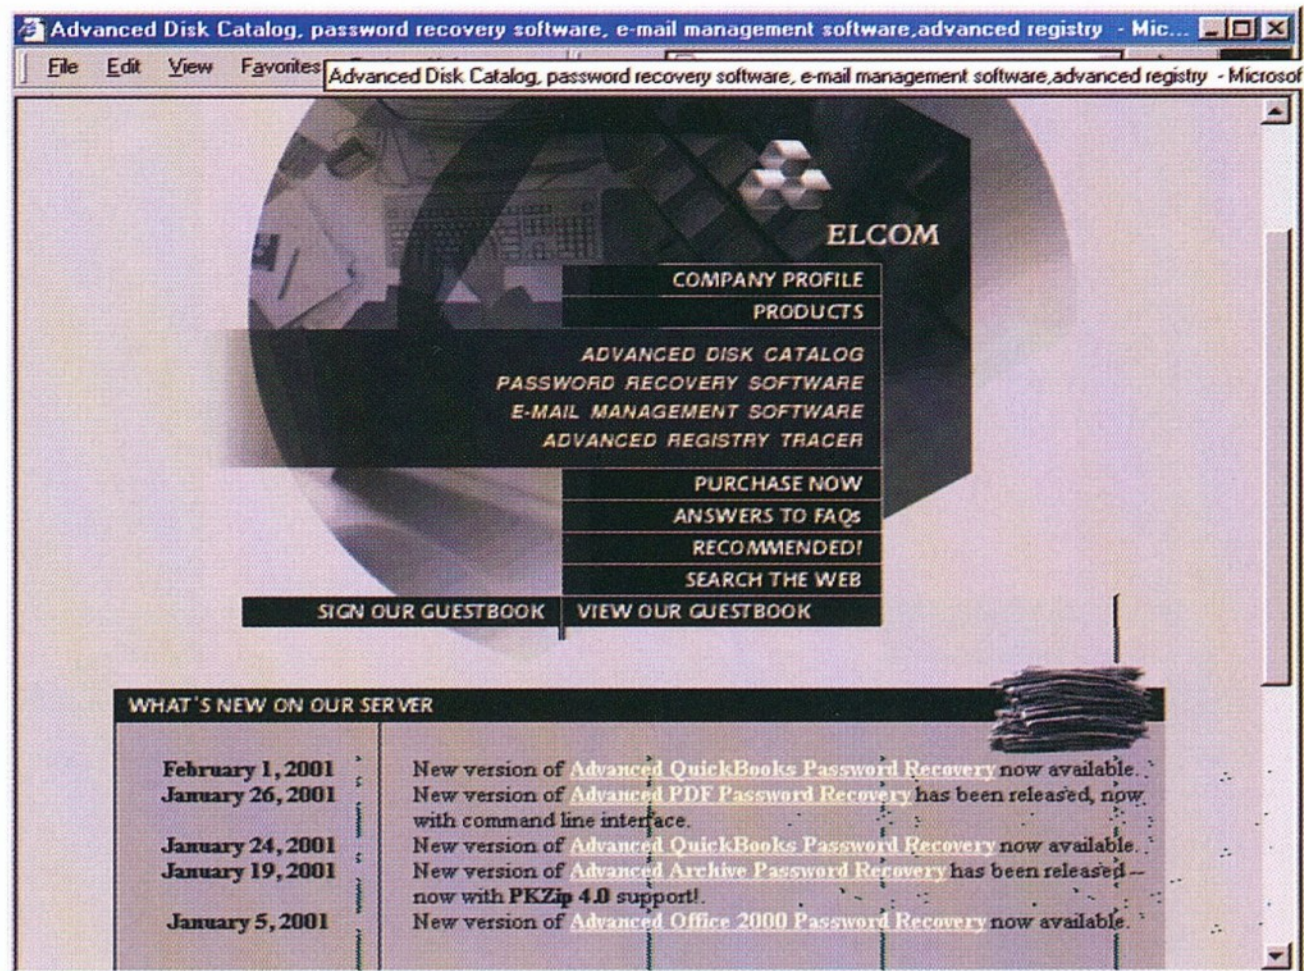 Advanced Disk Catalog, password recovery software, e-mail management software,advanced registry - Mic...
File Edit View Favorites
Advanced Disk Catalog, password recovery software, e-mail management software,advanced registry - Microsof
ELCOM
COMPANY PROFILE
PRODUCTS
ADVANCED DISK CATALOG
PASSWORD RECOVERY SOFTWARE
E-MAIL MANAGEMENT SOFTWARE
ADVANCED REGISTRY TRACER
PURCHASE NOW
ANSWERS TO FAQs
RECOMMENDED!
SEARCH THE WEB
SIGN OUR GUESTBOOK VIEW OUR GUESTBOOK
WHAT'S NEW ON OUR SERVER
February 1, 2001 New version of Advanced QuickBooks Password Recovery now available.
January 26, 2001 New version of Advanced PDF Password Recovery has been released, now
with command line interface.
January 24, 2001 New version of Advanced QuickBooks Password Recovery now available.
January 19, 2001 New version of Advanced Archive Password Recovery has been released --
now with PKZip 4.0 support!.
January 5, 2001 New version of Advanced Office 2000 Password Recovery now available.